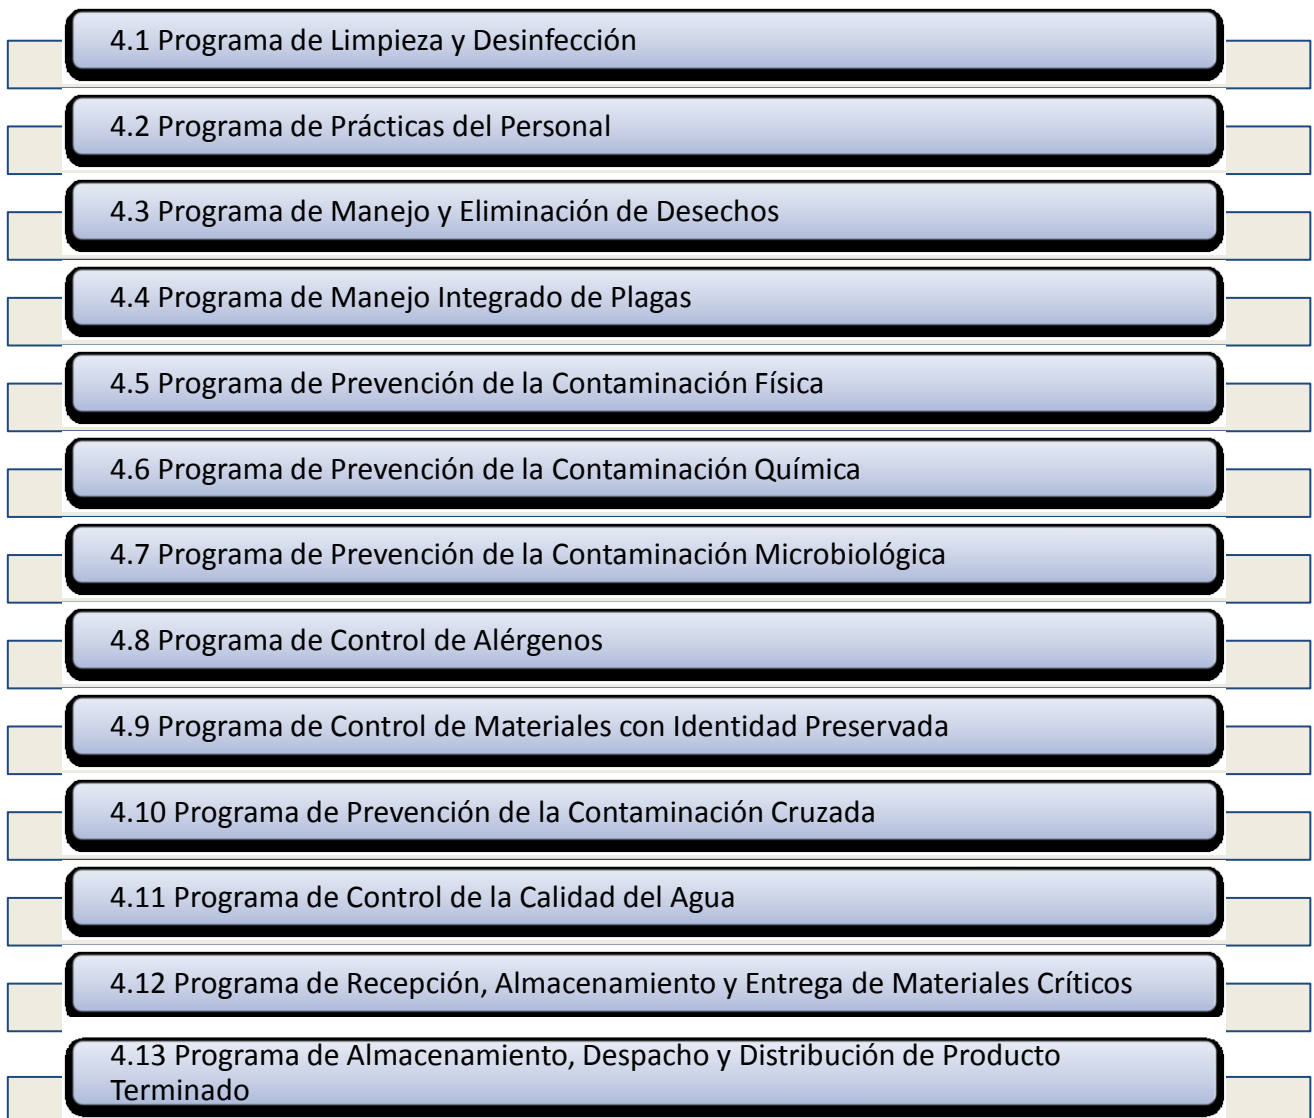 4.1 Programa de Limpieza y Desinfección
4.2 Programa de Prácticas del Personal
4.3 Programa de Manejo y Eliminación de Desechos
4.4 Programa de Manejo Integrado de Plagas
4.5 Programa de Prevención de la Contaminación Física
4.6 Programa de Prevención de la Contaminación Química
4.7 Programa de Prevención de la Contaminación Microbiológica
4.8 Programa de Control de Alérgenos
4.9 Programa de Control de Materiales con Identidad Preservada
4.10 Programa de Prevención de la Contaminación Cruzada
4.11 Programa de Control de la Calidad del Agua
4.12 Programa de Recepción, Almacenamiento y Entrega de Materiales Críticos
4.13 Programa de Almacenamiento, Despacho y Distribución de Producto
Terminado